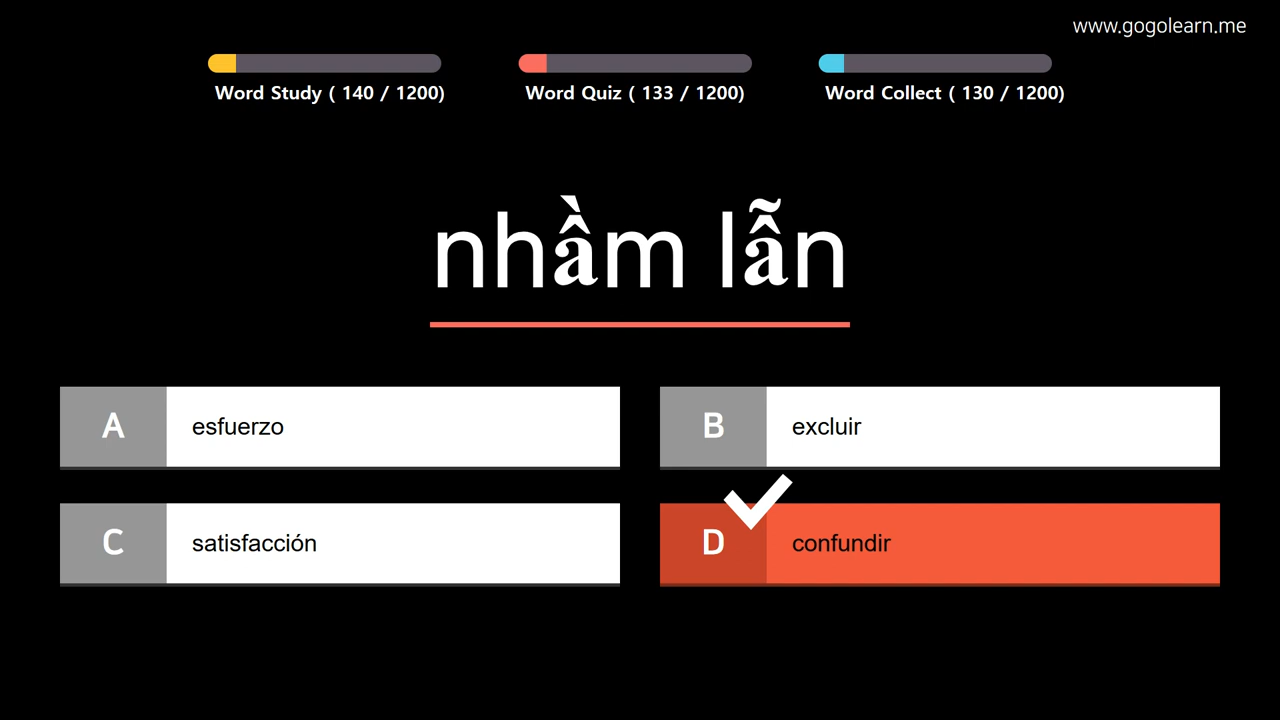 www.gogolearn.me
Word Study ( 140 / 1200)
Word Quiz ( 133 / 1200)
Word Collect ( 130 / 1200)
nhầm lẫn
A esfuerzo
B excluir
C satisfacción
D confundir